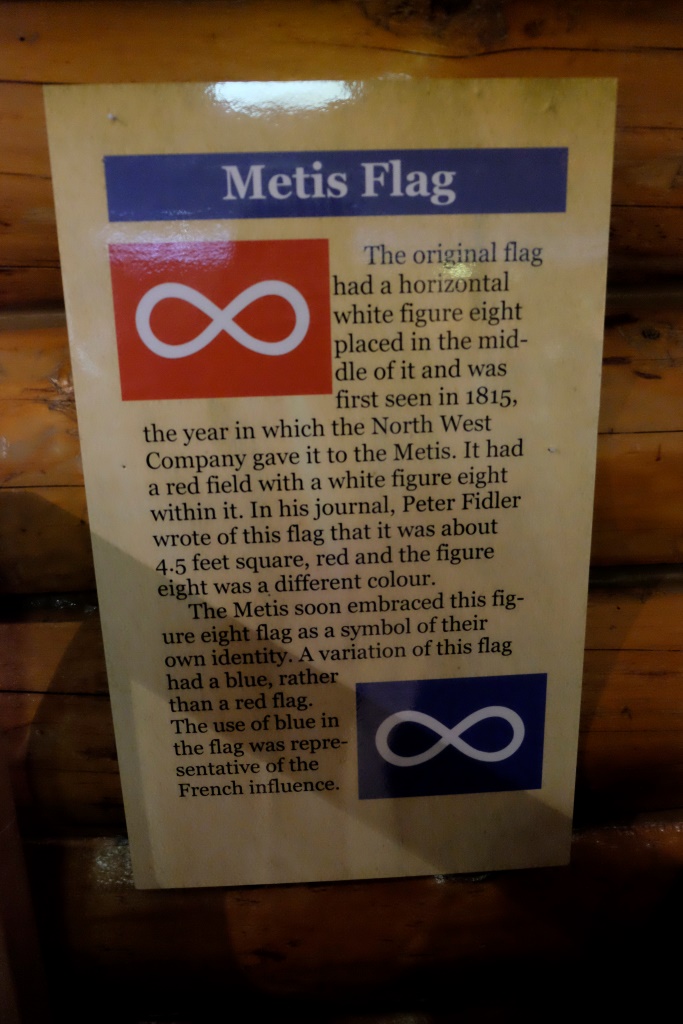 Metis Flag
The original flag
had a horizontal
white figure eight
placed in the mid-
dle of it and was
first seen in 1815,
the year in which the North West
Company gave it to the Metis. It had
a red field with a white figure eight
within it. In his journal, Peter Fidler
wrote of this flag that it was about
4.5 feet square, red and the figure
eight was a different colour.
The Metis soon embraced this fig-
ure eight flag as a symbol of their
own identity. A variation of this flag
had a blue, rather
than a red flag.
The use of blue in
the flag was repre-
sentative of the
French influence.